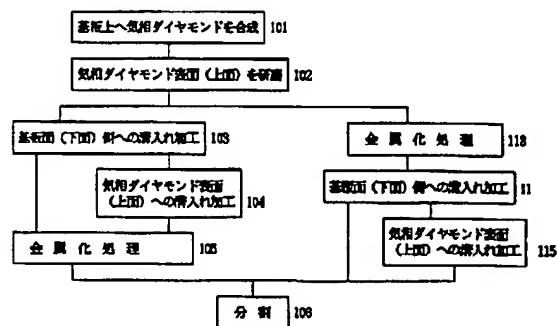 基板上へ気相ダイヤモンドを合成 101
気相ダイヤモンド表面(上面)を研磨 102
基板面(下面)側への溝入れ加工 103
金属化処理 113
気相ダイヤモンド表面
(上面)への溝入れ加工 104
基板面(下面)側への溝入れ加工 11
金属化処理 105
気相ダイヤモンド表面
(上面)への溝入れ加工 115
分割 106